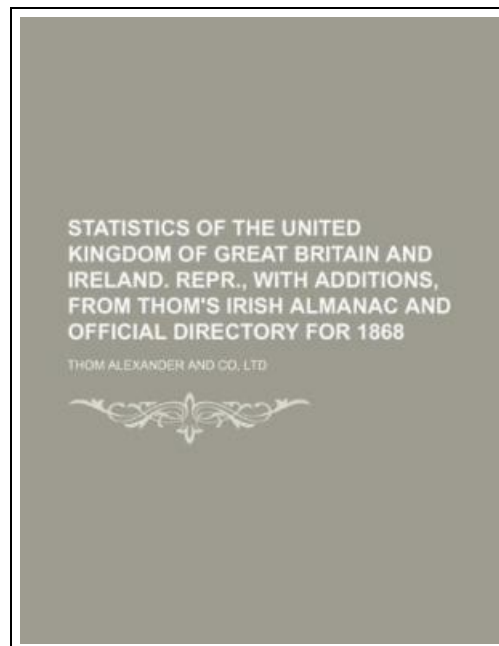 STATISTICS OF THE UNITED
KINGDOM OF GREAT BRITAIN AND
IRELAND. REPR., WITH ADDITIONS,
FROM THOM'S IRISH ALMANAC AND
OFFICIAL DIRECTORY FOR 1868
THOM ALEXANDER AND CO, LTD